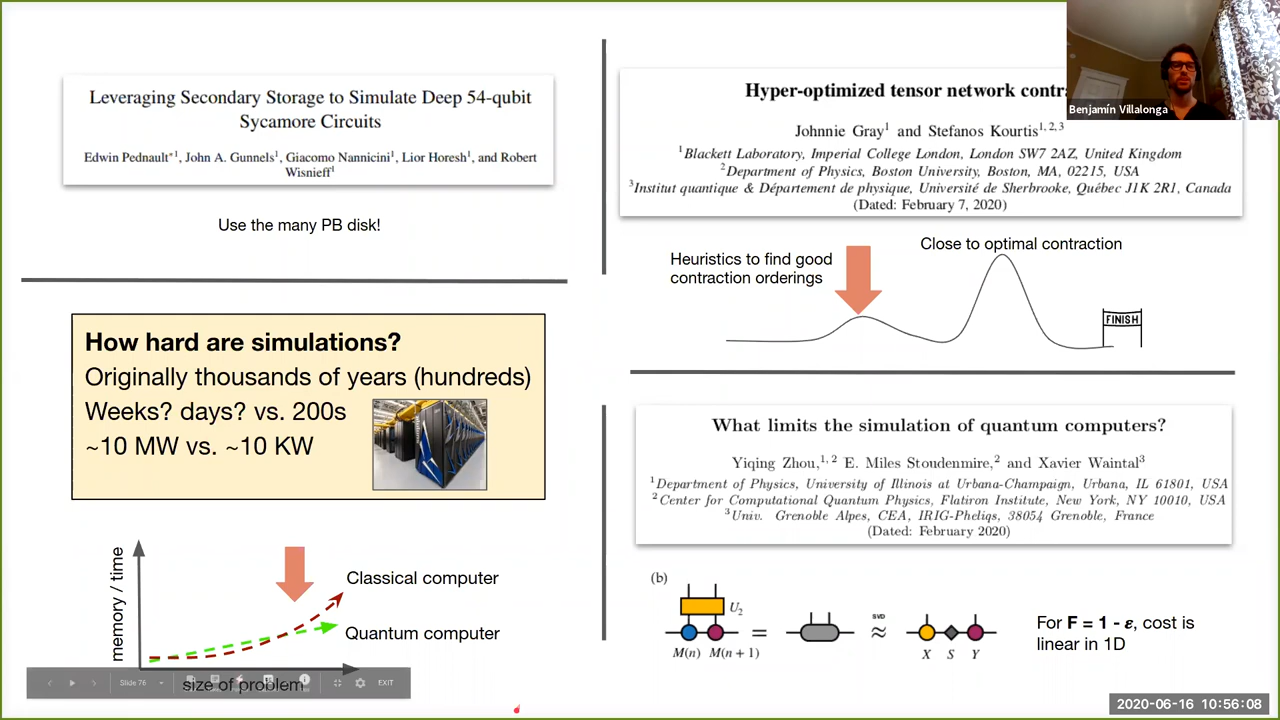 Leveraging Secondary Storage to Simulate Deep 54-qubit
Sycamore Circuits
Edwin Pednault*1, John A. Gunnels1, Giacomo Nannicini1, Lior Horesh1, and Robert
Wisnieff1
Use the many PB disk!
How hard are simulations?
Originally thousands of years (hundreds)
Weeks? days? vs. 200s
~10 MW vs. ~10 KW
memory / time
Classical computer
Quantum computer
size of problem
Slide 76
EXIT
Hyper-optimized tensor network contra
Johnnie Gray1 and Stefanos Kourtis1, 2, 3
1Blackett Laboratory, Imperial College London, London SW7 2AZ, United Kingdom
2Department of Physics, Boston University, Boston, MA, 02215, USA
3Institut quantique & Département de physique, Université de Sherbrooke, Québec J1K 2R1, Canada
(Dated: February 7, 2020)
Benjamín Villalonga
Heuristics to find good
contraction orderings
Close to optimal contraction
FINISH
What limits the simulation of quantum computers?
Yiqing Zhou,1, 2 E. Miles Stoudenmire,2 and Xavier Waintal3
1Department of Physics, University of Illinois at Urbana-Champaign, Urbana, IL 61801, USA
2Center for Computational Quantum Physics, Flatiron Institute, New York, NY 10010, USA
3Univ. Grenoble Alpes, CEA, IRIG-Pheliqs, 38054 Grenoble, France
(Dated: February 2020)
(b)
U2
M(n) M(n + 1)
=
SVD
≈
X S Y
For F = 1 - ε, cost is
linear in 1D
2020-06-16 10:56:08